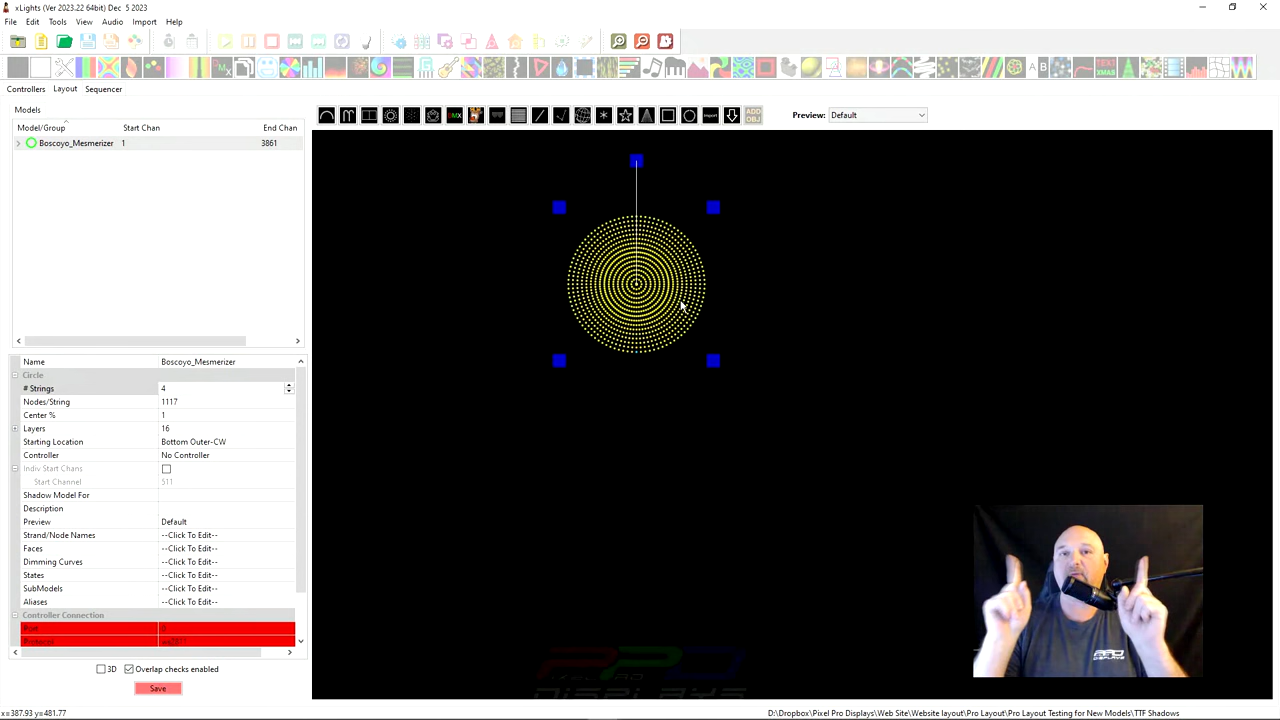 xLights (Ver 2023.22 64bit) Dec 5 2023
File Edit Tools View Audio Import Help
Controllers Layout Sequencer
Models
Preview: Default
Model/Group Start Chan End Chan
Boscoyo_Mesmerizer 1 3861
Name Boscoyo_Mesmerizer
Circle
# Strings 4
Nodes/String 1117
Center % 1
Layers 16
Starting Location Bottom Outer-CW
Controller No Controller
Indiv Start Chans
Start Channel 511
Shadow Model For
Description
Preview Default
Strand/Node Names --Click To Edit--
Faces --Click To Edit--
Dimming Curves --Click To Edit--
States --Click To Edit--
SubModels --Click To Edit--
Aliases --Click To Edit--
Controller Connection
Port 0
Protocol ws2811
3D Overlap checks enabled
Save
DISPLAYS
x=387.93 y=481.77
D:\Dropbox\Pixel Pro Displays\Web Site\Website layout\Pro Layout\Pro Layout Testing for New Models\TTF Shadows